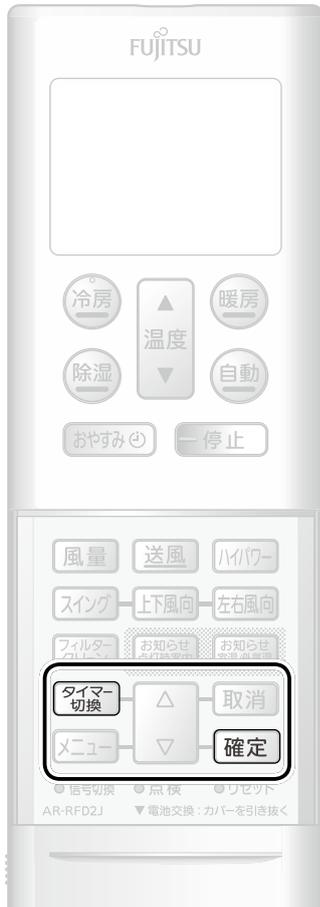 FUJITSU
冷房 ▲ 暖房
温度
除湿 ▼ 自動
おやすみ 停止
風量 送風 ハイパワー
スイング 上下風向 左右風向
フィルター お知らせ お知らせ
クリーン
タイマー
切換 △ 取消
メニュー ▽ 確定
信号切換 点検 リセット
AR-RFD2J ▼電池交換:カバーを引き抜く